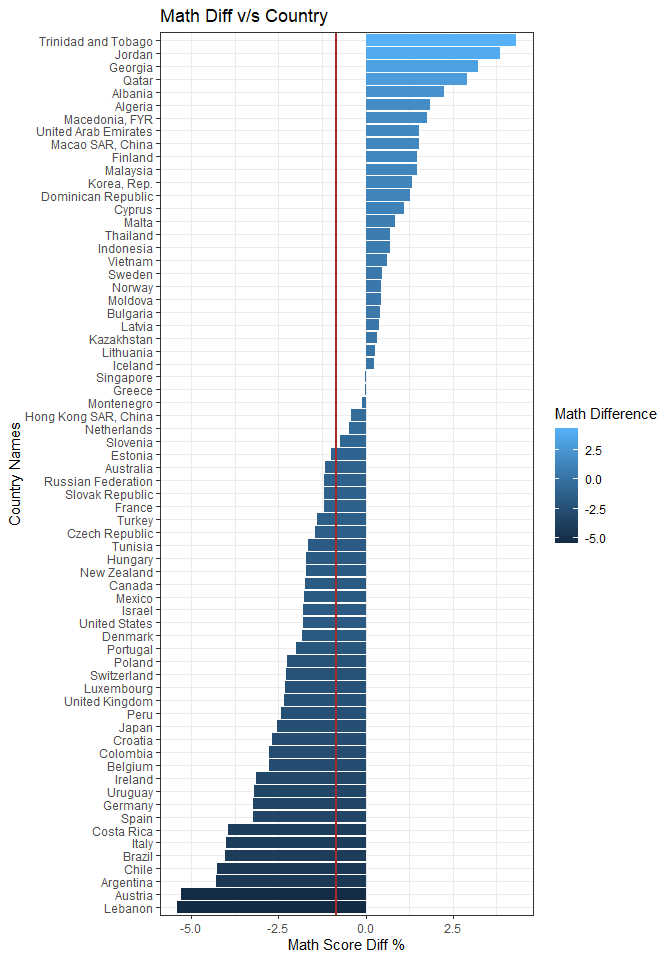 Math Diff v/s Country
Trinidad and Tobago
Jordan
Georgia
Qatar
Albania
Algeria
Macedonia, FYR
United Arab Emirates
Macao SAR, China
Finland
Malaysia
Korea, Rep.
Dominican Republic
Cyprus
Malta
Thailand
Indonesia
Vietnam
Sweden
Norway
Moldova
Bulgaria
Latvia
Kazakhstan
Lithuania
Iceland
Singapore
Greece
Montenegro
Hong Kong SAR, China
Netherlands
Slovenia
Estonia
Australia
Russian Federation
Slovak Republic
France
Turkey
Czech Republic
Tunisia
Hungary
New Zealand
Canada
Mexico
Israel
United States
Denmark
Portugal
Poland
Switzerland
Luxembourg
United Kingdom
Peru
Japan
Croatia
Colombia
Belgium
Ireland
Uruguay
Germany
Spain
Costa Rica
Italy
Brazil
Chile
Argentina
Austria
Lebanon
Country Names
-5.0 -2.5 0.0 2.5
Math Score Diff %
Math Difference
2.5
0.0
-2.5
-5.0